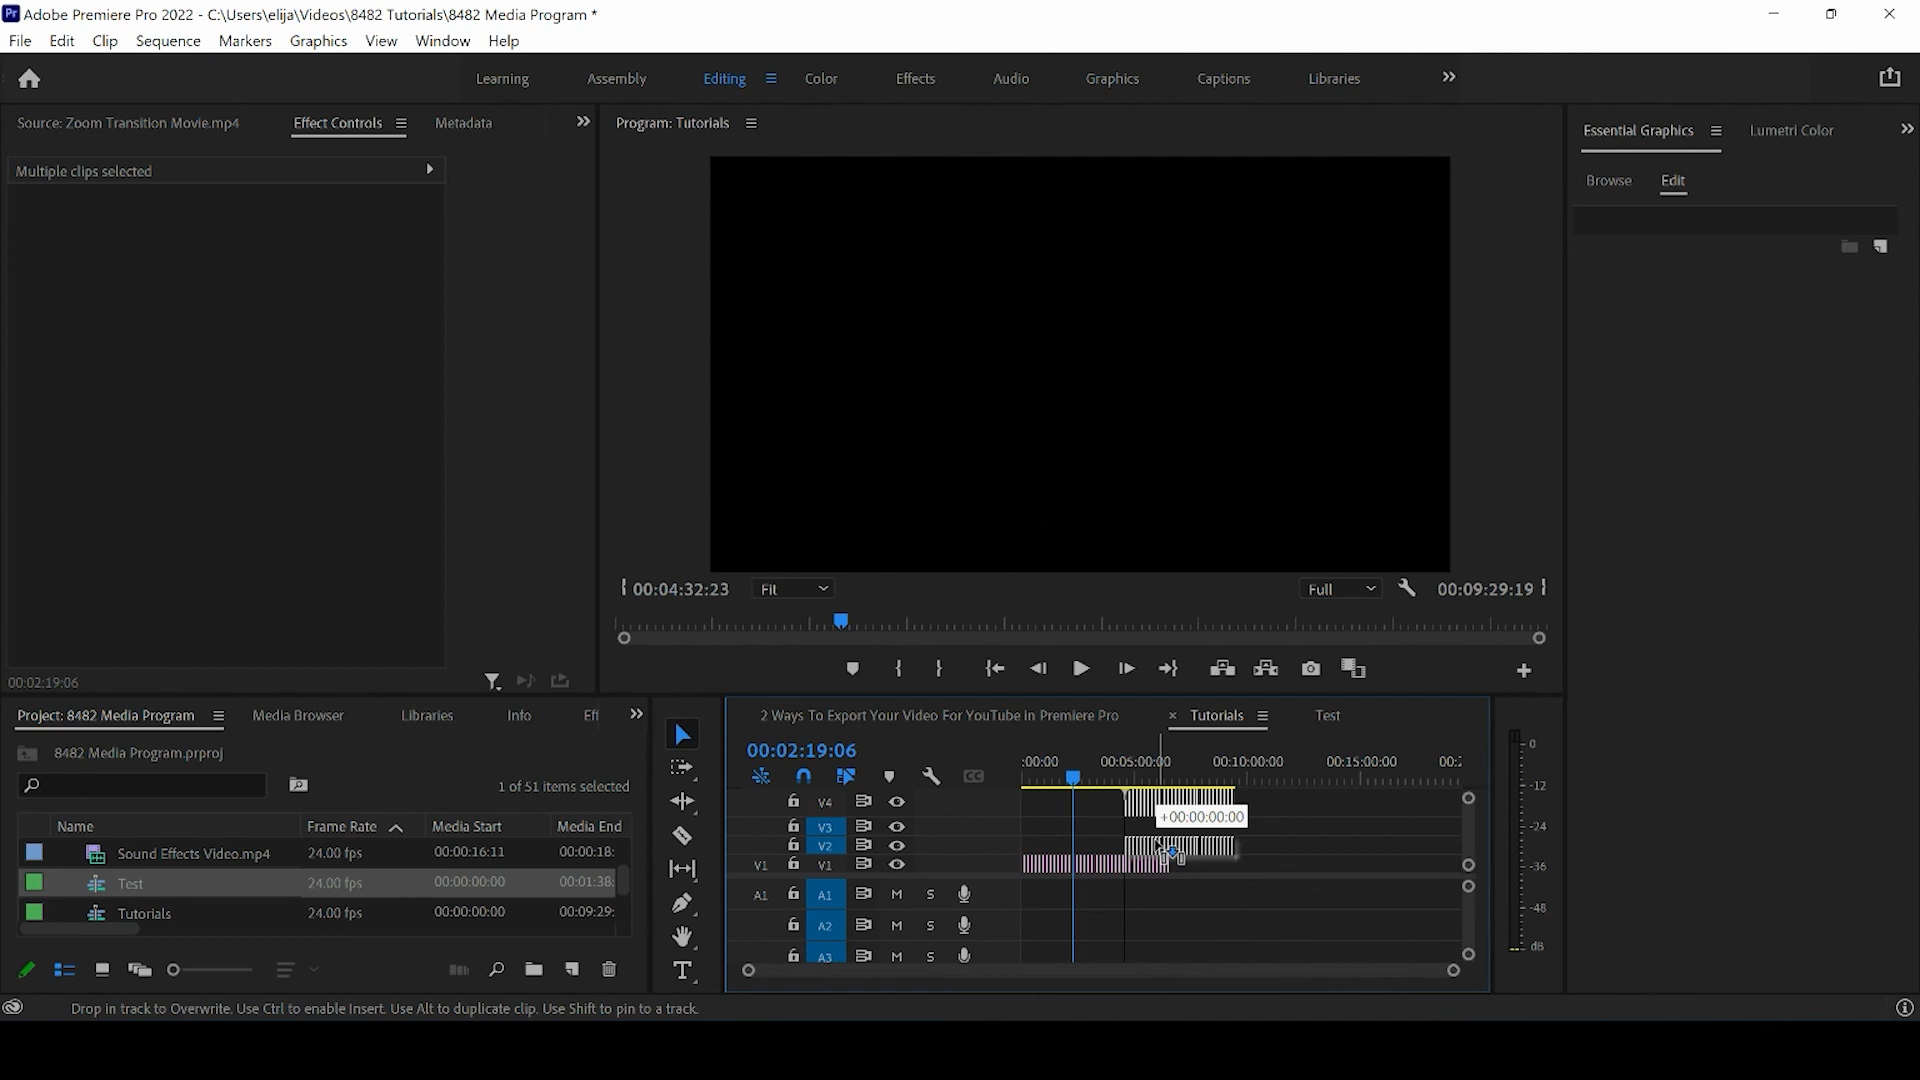 Pr Adobe Premiere Pro 2022 - C:\Users\elija\Videos\8482 Tutorials\8482 Media Program *
File Edit Clip Sequence Markers Graphics View Window Help
Learning Assembly Editing Color Effects Audio Graphics Captions Libraries
Source: Zoom Transition Movie.mp4 Effect Controls Metadata
Program: Tutorials
Essential Graphics Lumetri Color
Multiple clips selected
Browse Edit
00:04:32:23 Fit Full 00:09:29:19
00:02:19:06
Project: 8482 Media Program Media Browser Libraries Info Eff
2 Ways To Export Your Video For YouTube in Premiere Pro × Tutorials Test
8482 Media Program.prproj
00:02:19:06
1 of 51 items selected
:00:00 00:05:00:00 00:10:00:00 00:15:00:00 00:2
CC
Name Frame Rate Media Start Media End
Sound Effects Video.mp4 24.00 fps 00:00:16:11 00:00:18:
Test 24.00 fps 00:00:00:00 00:01:38:
Tutorials 24.00 fps 00:00:00:00 00:09:29:
V4
+00:00:00:00
V3
V2
V1 V1
A1 A1 M S
A2 M S
A3 M S
0
-12
-24
-36
-48
dB
T
Drop in track to Overwrite. Use Ctrl to enable Insert. Use Alt to duplicate clip. Use Shift to pin to a track.